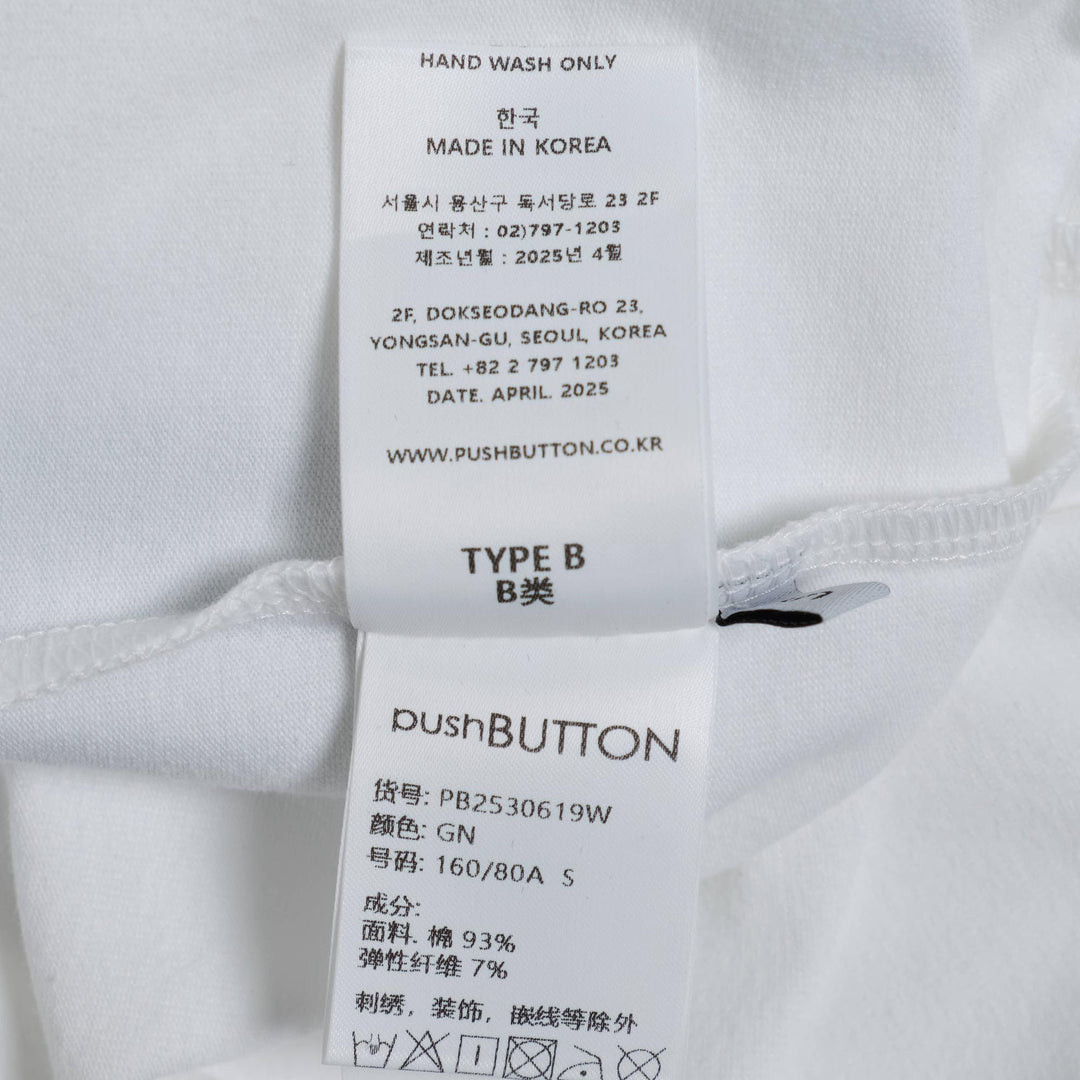 HAND WASH ONLY
한국
MADE IN KOREA
서울시 용산구 독서당로 23 2F
연락처 : 02)797-1203
제조년월 : 2025년 4월
2F, DOKSEODANG-RO 23,
YONGSAN-GU, SEOUL, KOREA
TEL. +82 2 797 1203
DATE. APRIL. 2025
WWW.PUSHBUTTON.CO.KR
TYPE B
B类
pushBUTTON
货号: PB2530619W
颜色: GN
号码: 160/80A S
成分:
面料. 棉 93%
弹性纤维 7%
刺绣，装饰，嵌线等除外